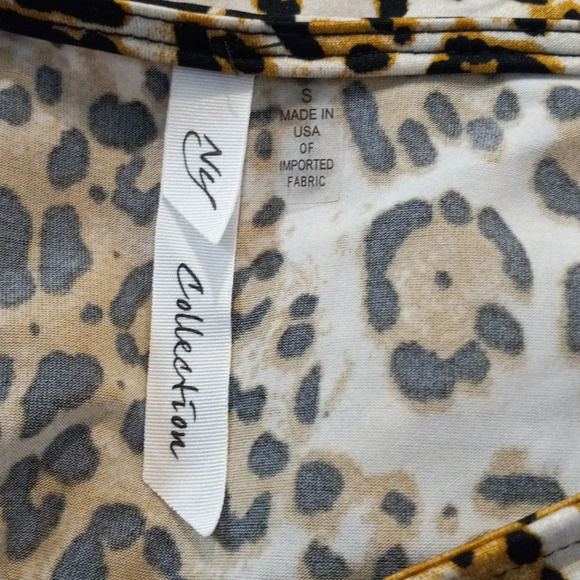 NY
Collection
S
MADE IN
USA
OF
IMPORTED
FABRIC